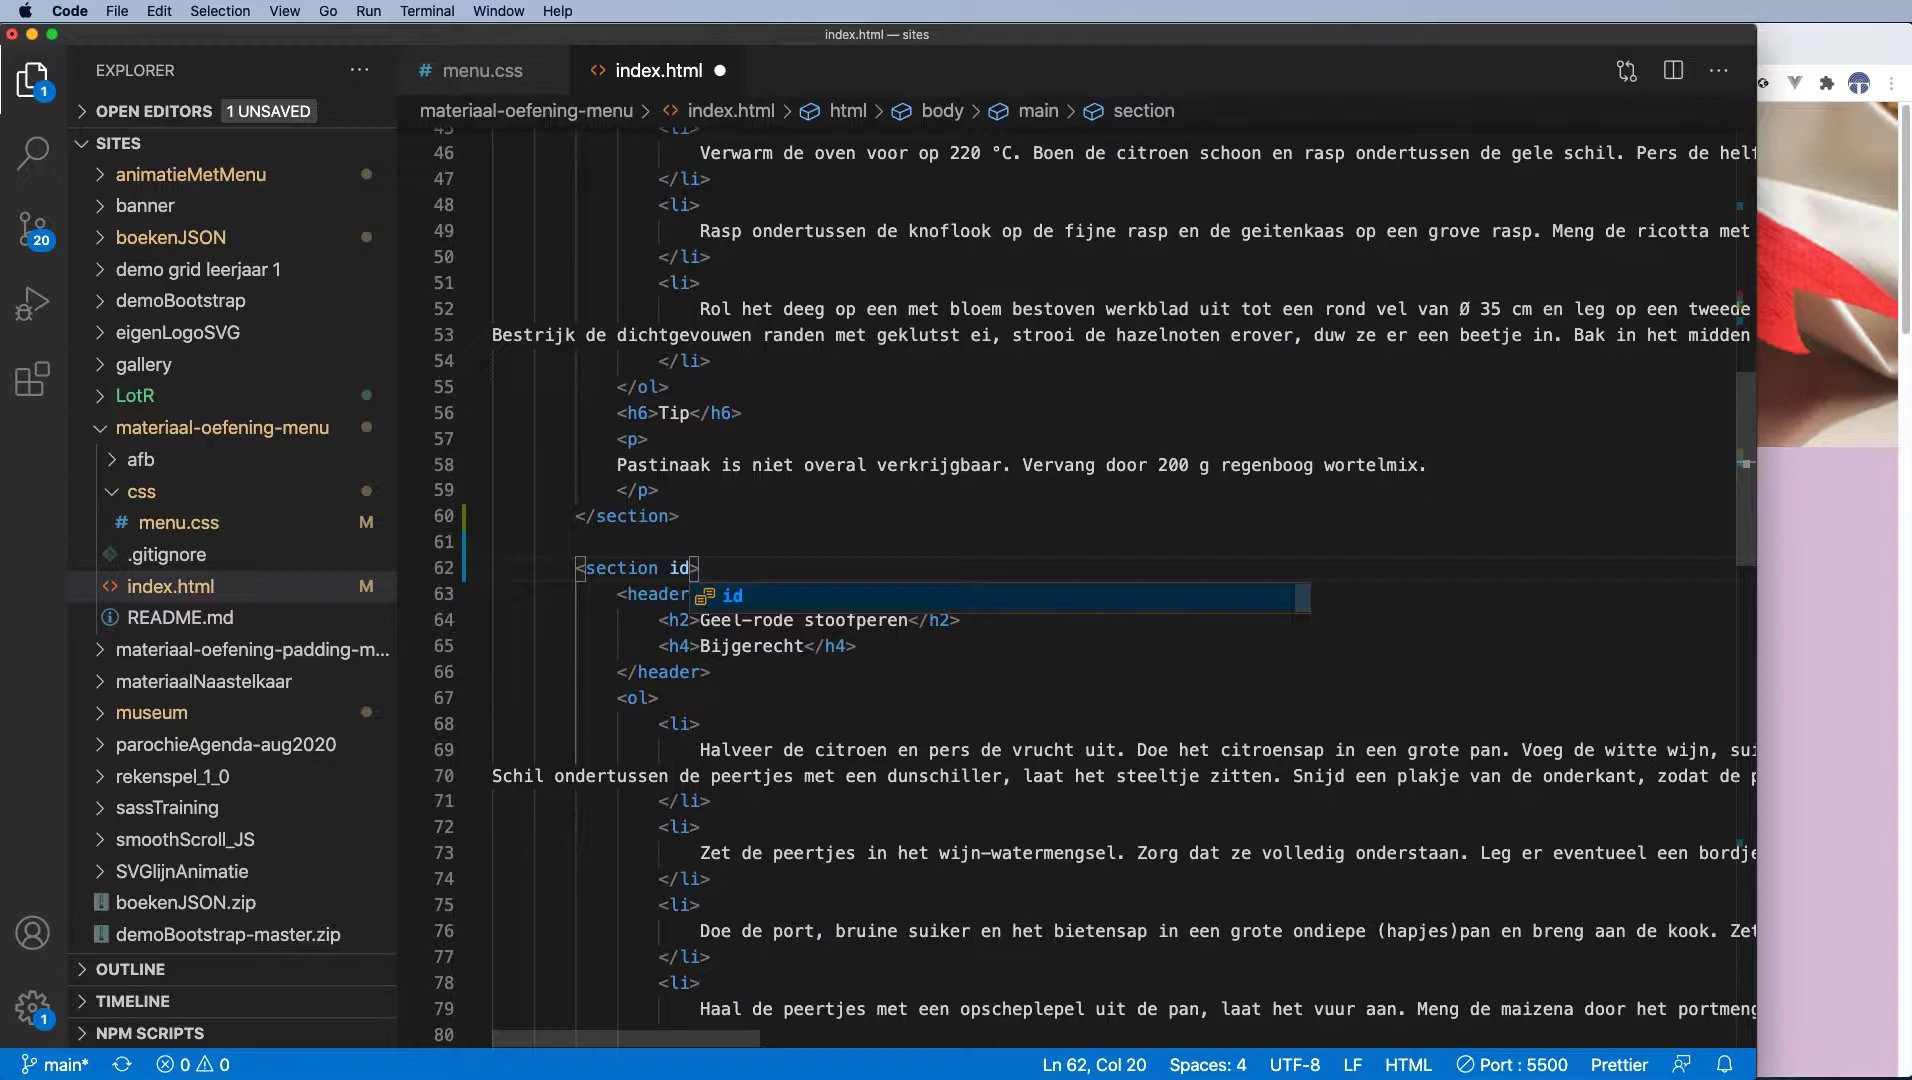 Code File Edit Selection View Go Run Terminal Window Help
index.html — sites
EXPLORER
OPEN EDITORS 1 UNSAVED
SITES
animatieMetMenu
banner
boekenJSON
demo grid leerjaar 1
demoBootstrap
eigenLogoSVG
gallery
LotR
materiaal-oefening-menu
afb
css
# menu.css M
.gitignore
<> index.html M
README.md
materiaal-oefening-padding-m...
materiaalNaastelkaar
museum
parochieAgenda-aug2020
rekenspel_1_0
sassTraining
smoothScroll_JS
SVGlijnAnimatie
boekenJSON.zip
demoBootstrap-master.zip
OUTLINE
TIMELINE
NPM SCRIPTS
1
20
1
# menu.css <> index.html
materiaal-oefening-menu > <> index.html > html > body > main > section
45 <li>
46 Verwarm de oven voor op 220 °C. Boen de citroen schoon en rasp ondertussen de gele schil. Pers de helf
47 </li>
48 <li>
49 Rasp ondertussen de knoflook op de fijne rasp en de geitenkaas op een grove rasp. Meng de ricotta met
50 </li>
51 <li>
52 Rol het deeg op een met bloem bestoven werkblad uit tot een rond vel van Ø 35 cm en leg op een tweede
53 Bestrijk de dichtgevouwen randen met geklutst ei, strooi de hazelnoten erover, duw ze er een beetje in. Bak in het midden
54 </li>
55 </ol>
56 <h6>Tip</h6>
57 <p>
58 Pastinaak is niet overal verkrijgbaar. Vervang door 200 g regenboog wortelmix.
59 </p>
60 </section>
61
62 <section id>
63 <header
id
64 <h2>Geel-rode stoofperen</h2>
65 <h4>Bijgerecht</h4>
66 </header>
67 <ol>
68 <li>
69 Halveer de citroen en pers de vrucht uit. Doe het citroensap in een grote pan. Voeg de witte wijn, sui
70 Schil ondertussen de peertjes met een dunschiller, laat het steeltje zitten. Snijd een plakje van de onderkant, zodat de p
71 </li>
72 <li>
73 Zet de peertjes in het wijn-watermengsel. Zorg dat ze volledig onderstaan. Leg er eventueel een bordje
74 </li>
75 <li>
76 Doe de port, bruine suiker en het bietensap in een grote ondiepe (hapjes)pan en breng aan de kook. Zet
77 </li>
78 <li>
79 Haal de peertjes met een opscheplepel uit de pan, laat het vuur aan. Meng de maizena door het portmeng
80
main* 0 0 Ln 62, Col 20 Spaces: 4 UTF-8 LF HTML Port : 5500 Prettier